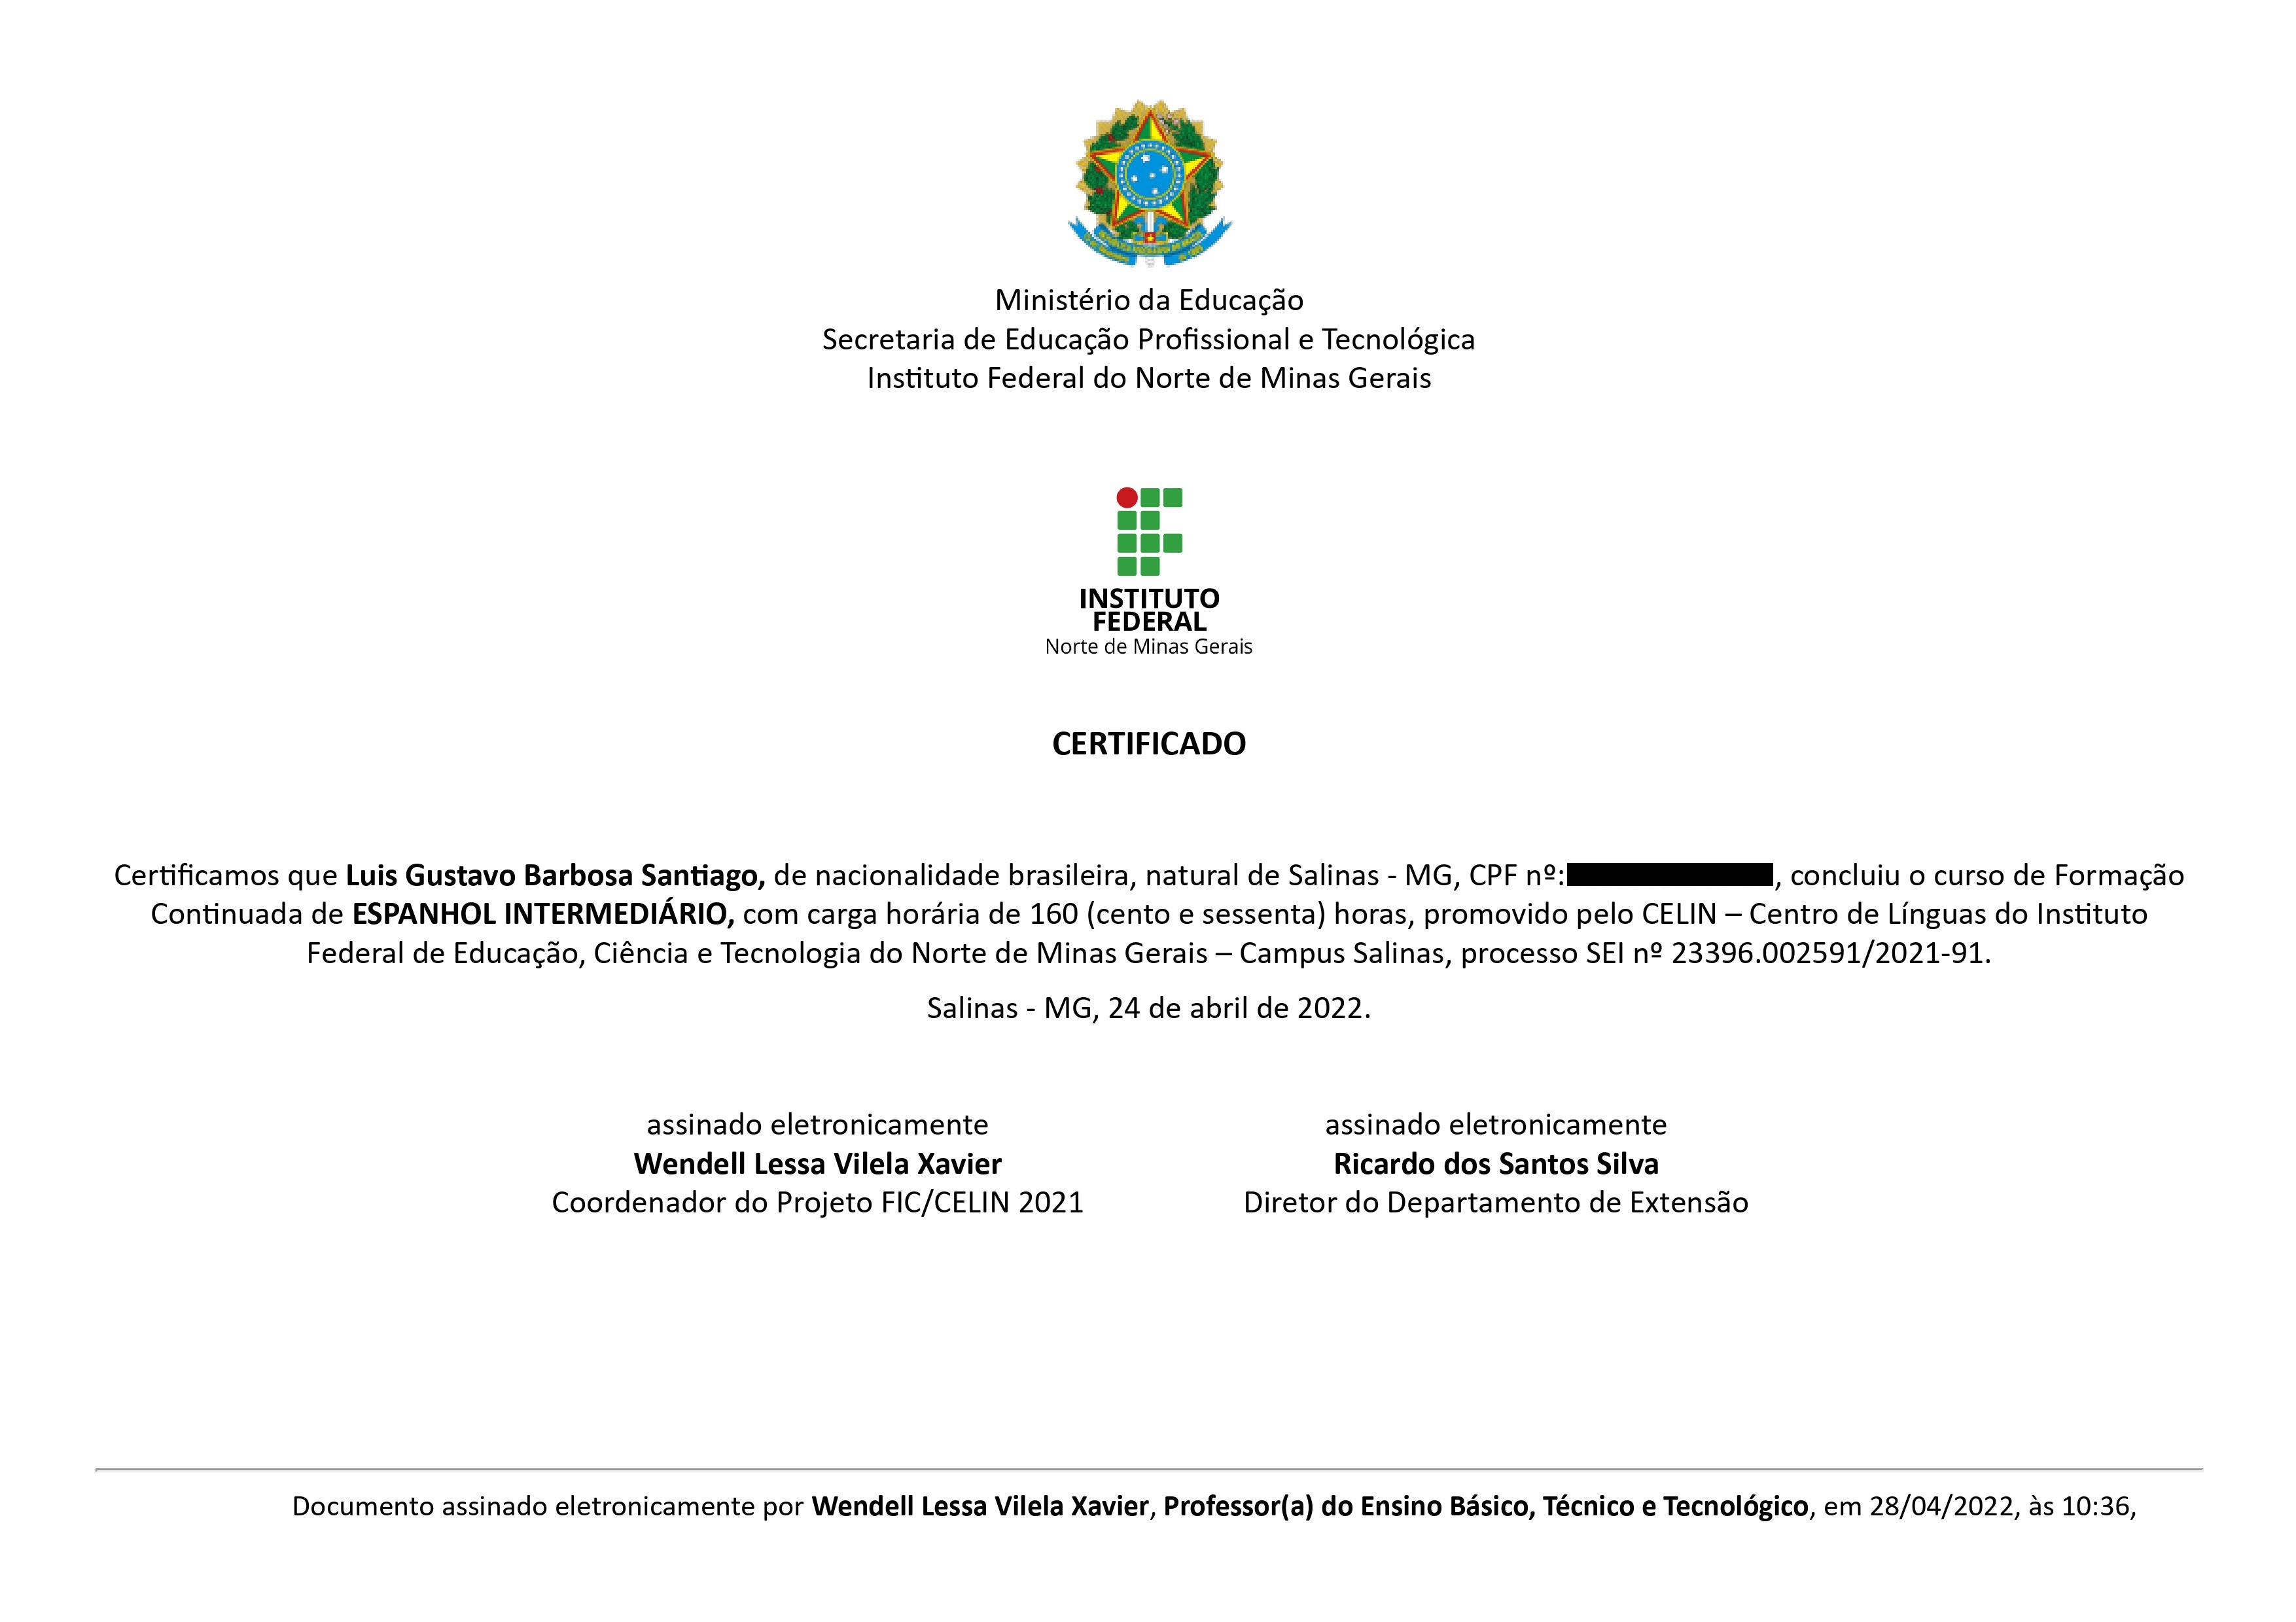 Ministério da Educação
Secretaria de Educação Profissional e Tecnológica
Instituto Federal do Norte de Minas Gerais
INSTITUTO
FEDERAL
Norte de Minas Gerais
CERTIFICADO
Certificamos que Luis Gustavo Barbosa Santiago, de nacionalidade brasileira, natural de Salinas - MG, CPF nº: , concluiu o curso de Formação
Continuada de ESPANHOL INTERMEDIÁRIO, com carga horária de 160 (cento e sessenta) horas, promovido pelo CELIN – Centro de Línguas do Instituto
Federal de Educação, Ciência e Tecnologia do Norte de Minas Gerais – Campus Salinas, processo SEI nº 23396.002591/2021-91.
Salinas - MG, 24 de abril de 2022.
assinado eletronicamente
Wendell Lessa Vilela Xavier
Coordenador do Projeto FIC/CELIN 2021
assinado eletronicamente
Ricardo dos Santos Silva
Diretor do Departamento de Extensão
Documento assinado eletronicamente por Wendell Lessa Vilela Xavier, Professor(a) do Ensino Básico, Técnico e Tecnológico, em 28/04/2022, às 10:36,